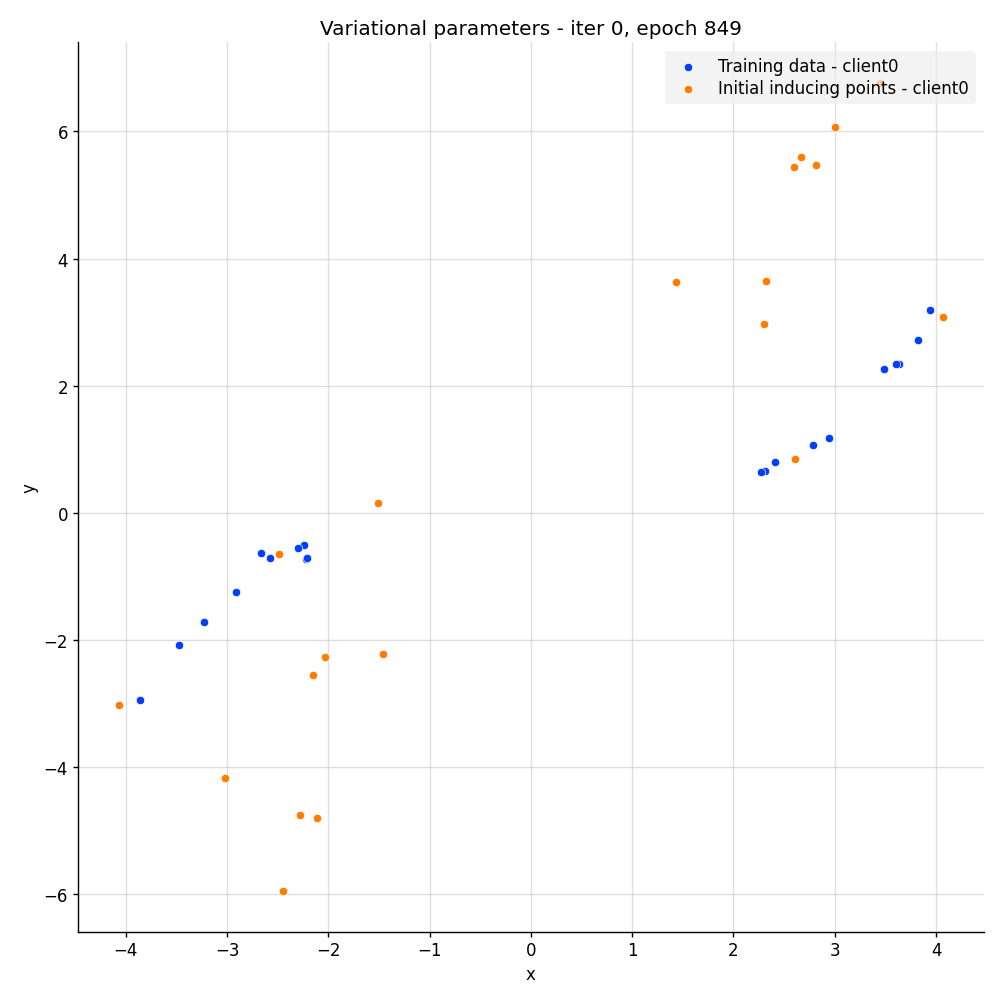 Variational parameters - iter 0, epoch 849
Training data - client0
Initial inducing points - client0
6
4
2
0
−2
−4
−6
y
−4 −3 −2 −1 0 1 2 3 4
x